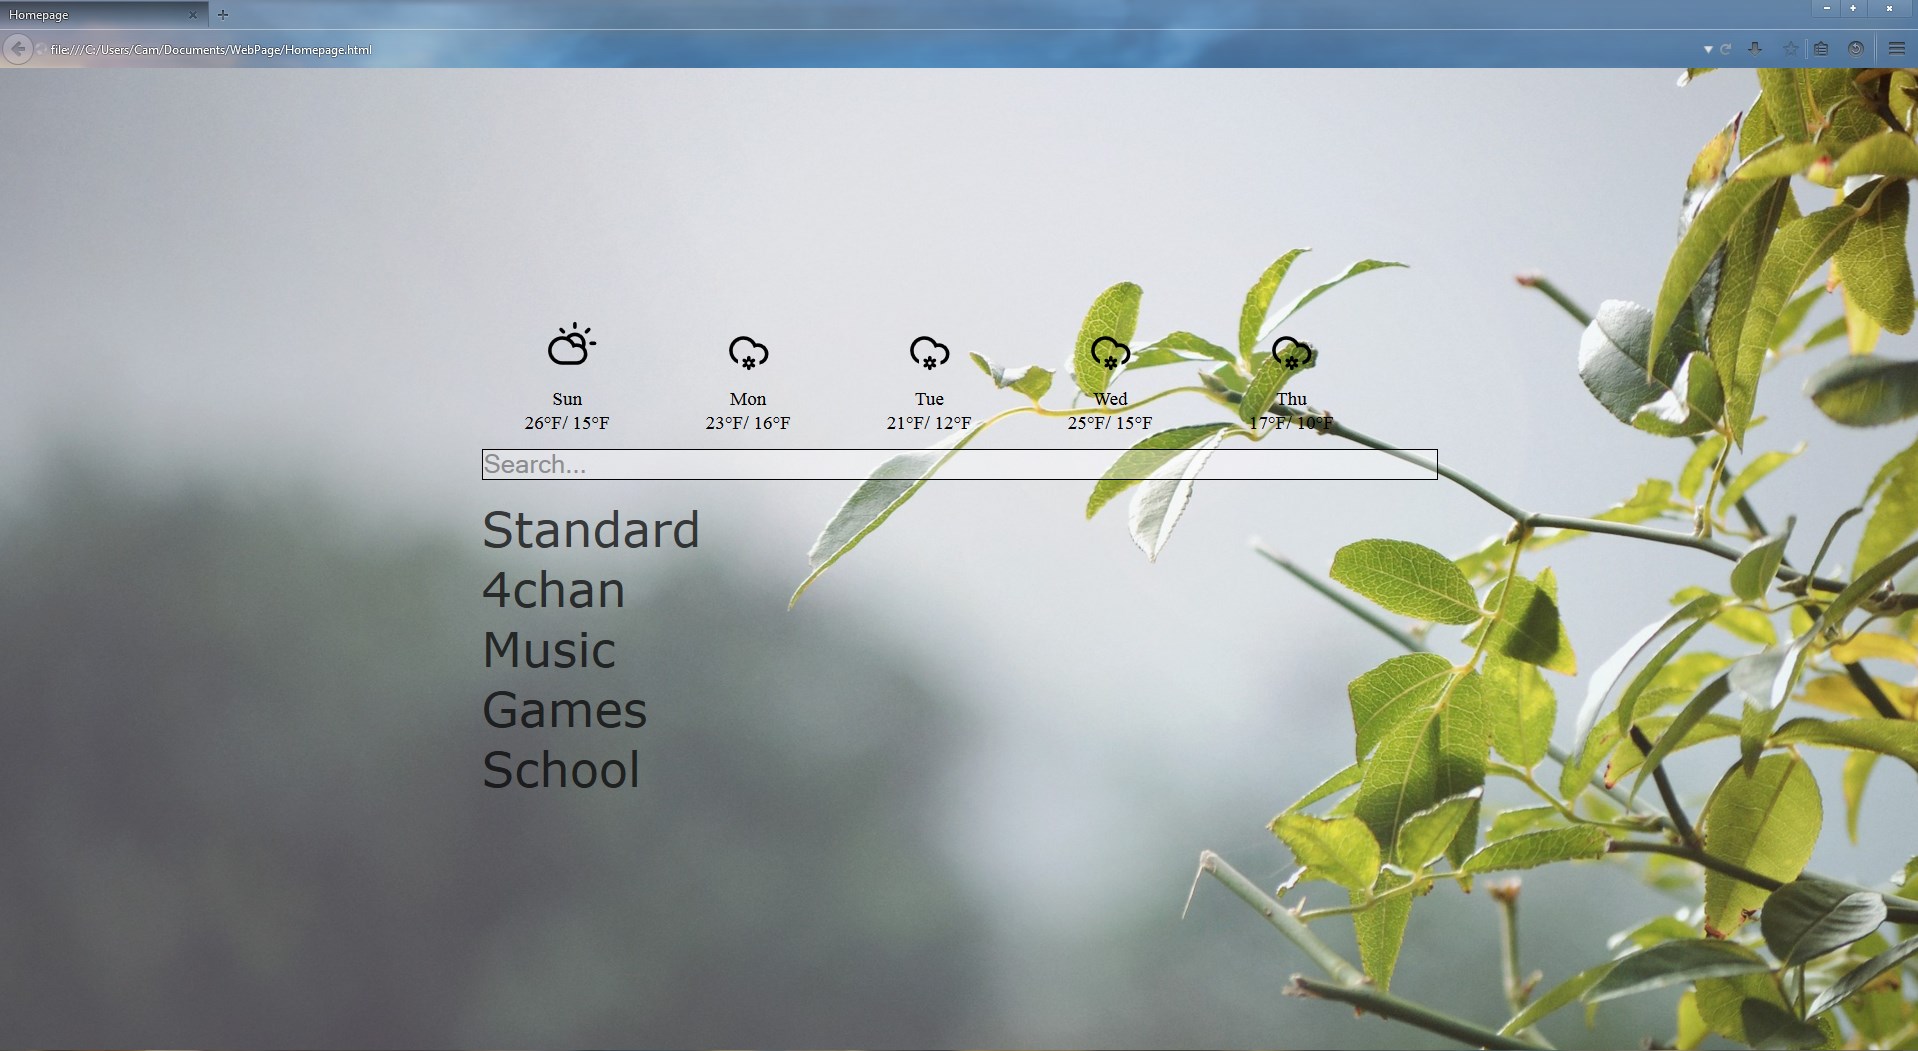 Homepage
file:///C:/Users/Cam/Documents/WebPage/Homepage.html
Sun Mon Tue Wed Thu
26°F/ 15°F 23°F/ 16°F 21°F/ 12°F 25°F/ 15°F 17°F/ 10°F
Search...
Standard
4chan
Music
Games
School